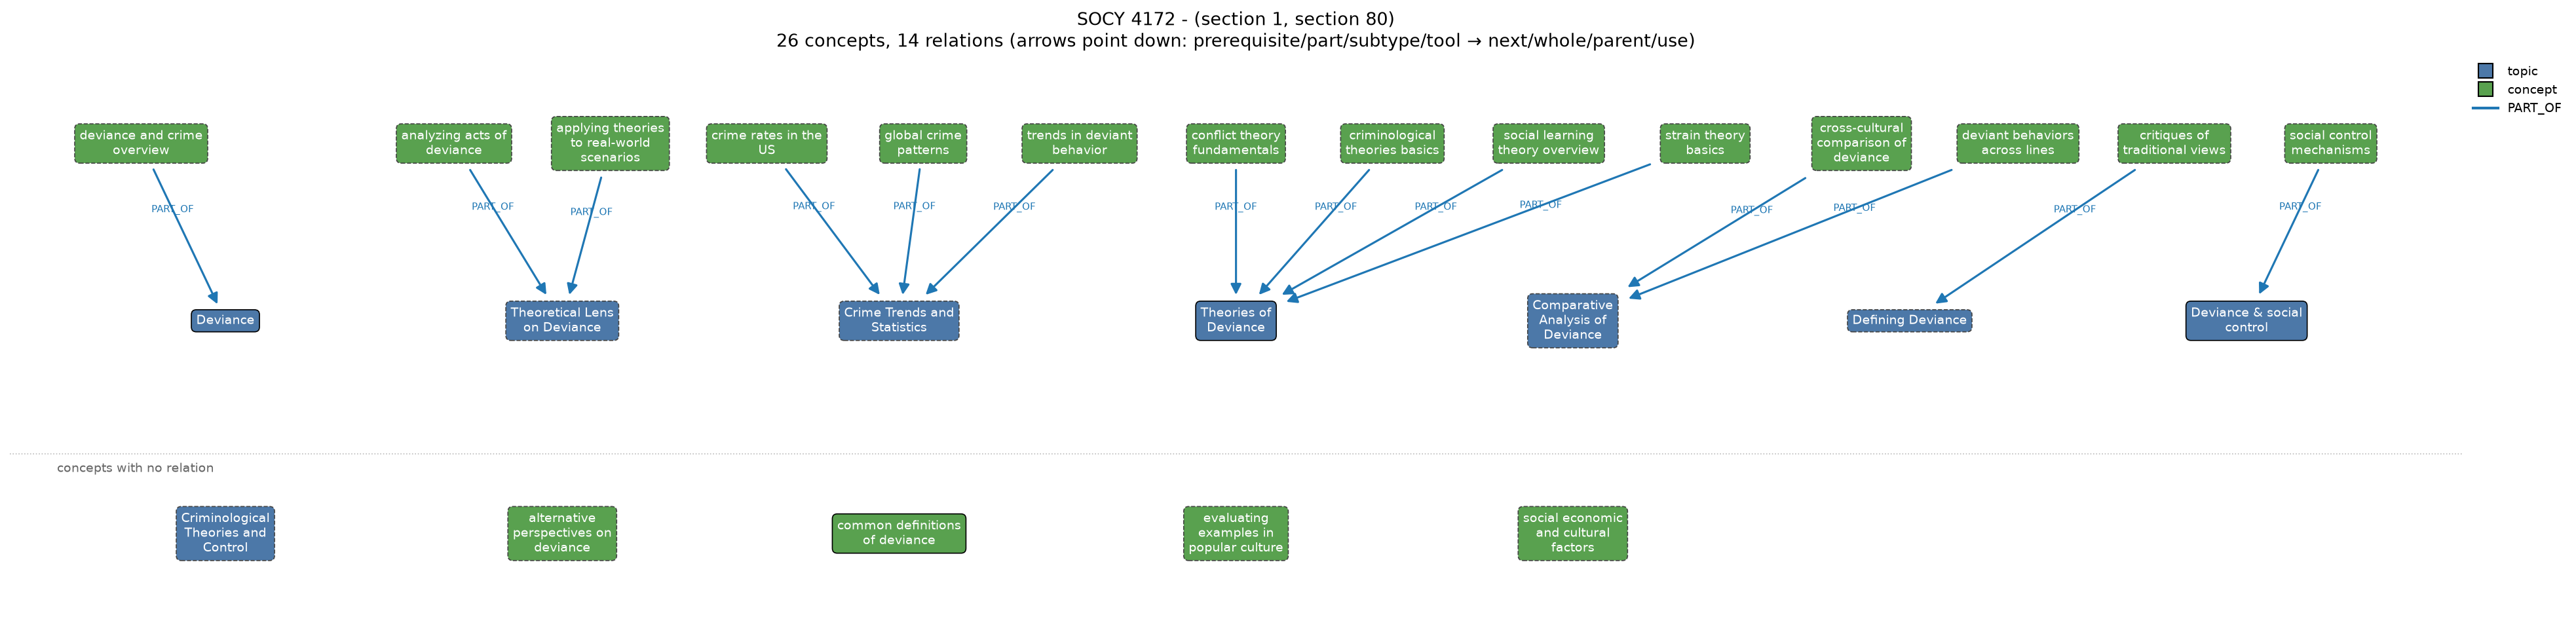 SOCY 4172 - (section 1, section 80)
26 concepts, 14 relations (arrows point down: prerequisite/part/subtype/tool → next/whole/parent/use)
topic
concept
PART_OF
deviance and crime
overview
analyzing acts of
deviance
applying theories
to real-world
scenarios
crime rates in the
US
global crime
patterns
trends in deviant
behavior
conflict theory
fundamentals
criminological
theories basics
social learning
theory overview
strain theory
basics
cross-cultural
comparison of
deviance
deviant behaviors
across lines
critiques of
traditional views
social control
mechanisms
PART_OF
PART_OF
PART_OF
PART_OF
PART_OF
PART_OF
PART_OF
PART_OF
PART_OF
PART_OF
PART_OF
PART_OF
PART_OF
PART_OF
Deviance
Theoretical Lens
on Deviance
Crime Trends and
Statistics
Theories of
Deviance
Comparative
Analysis of
Deviance
Defining Deviance
Deviance & social
control
concepts with no relation
Criminological
Theories and
Control
alternative
perspectives on
deviance
common definitions
of deviance
evaluating
examples in
popular culture
social economic
and cultural
factors